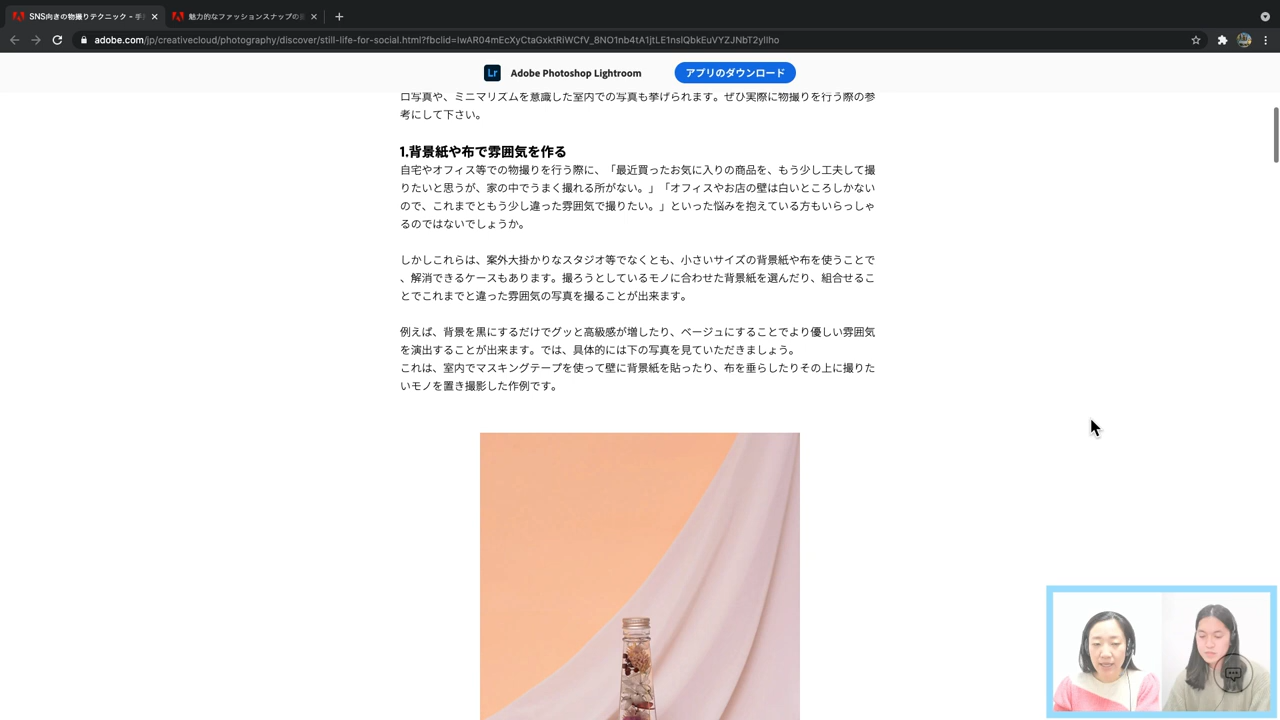 SNS向きの物撮りテクニック - 手
魅力的なファッションスナップの
adobe.com/jp/creativecloud/photography/discover/still-life-for-social.html?fbclid=IwAR04mEcXyCtaGxktRiWCfV_8NO1nb4tA1jtLE1nslQbkEuVYZJNbT2yIlho
Lr Adobe Photoshop Lightroom アプリのダウンロード
ロ写真や、ミニマリズムを意識した室内での写真も挙げられます。ぜひ実際に物撮りを行う際の参
考にして下さい。
1.背景紙や布で雰囲気を作る
自宅やオフィス等での物撮りを行う際に、「最近買ったお気に入りの商品を、もう少し工夫して撮
りたいと思うが、家の中でうまく撮れる所がない。」「オフィスやお店の壁は白いところしかない
ので、これまでともう少し違った雰囲気で撮りたい。」といった悩みを抱えている方もいらっしゃ
るのではないでしょうか。
しかしこれらは、案外大掛かりなスタジオ等でなくとも、小さいサイズの背景紙や布を使うことで
、解消できるケースもあります。撮ろうとしているモノに合わせた背景紙を選んだり、組合せるこ
とでこれまでと違った雰囲気の写真を撮ることが出来ます。
例えば、背景を黒にするだけでグッと高級感が増したり、ベージュにすることでより優しい雰囲気
を演出することが出来ます。では、具体的には下の写真を見ていただきましょう。
これは、室内でマスキングテープを使って壁に背景紙を貼ったり、布を垂らしたりその上に撮りた
いモノを置き撮影した作例です。